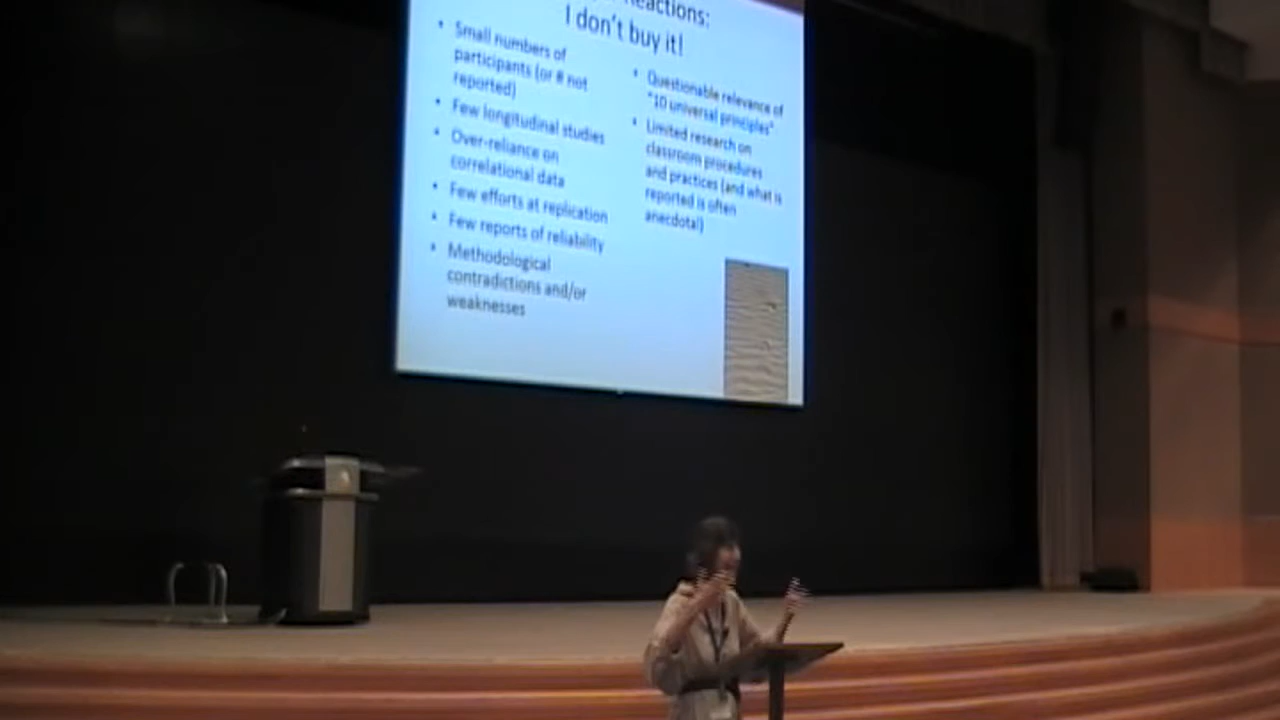 Reactions:
I don't buy it!
• Small numbers of
participants (or # not
reported)
• Few longitudinal studies
• Over-reliance on
correlational data
• Few efforts at replication
• Few reports of reliability
• Methodological
contradictions and/or
weaknesses
• Questionable relevance of
"10 universal principles"
• Limited research on
classroom procedures
and practices (and what is
reported is often
anecdotal)